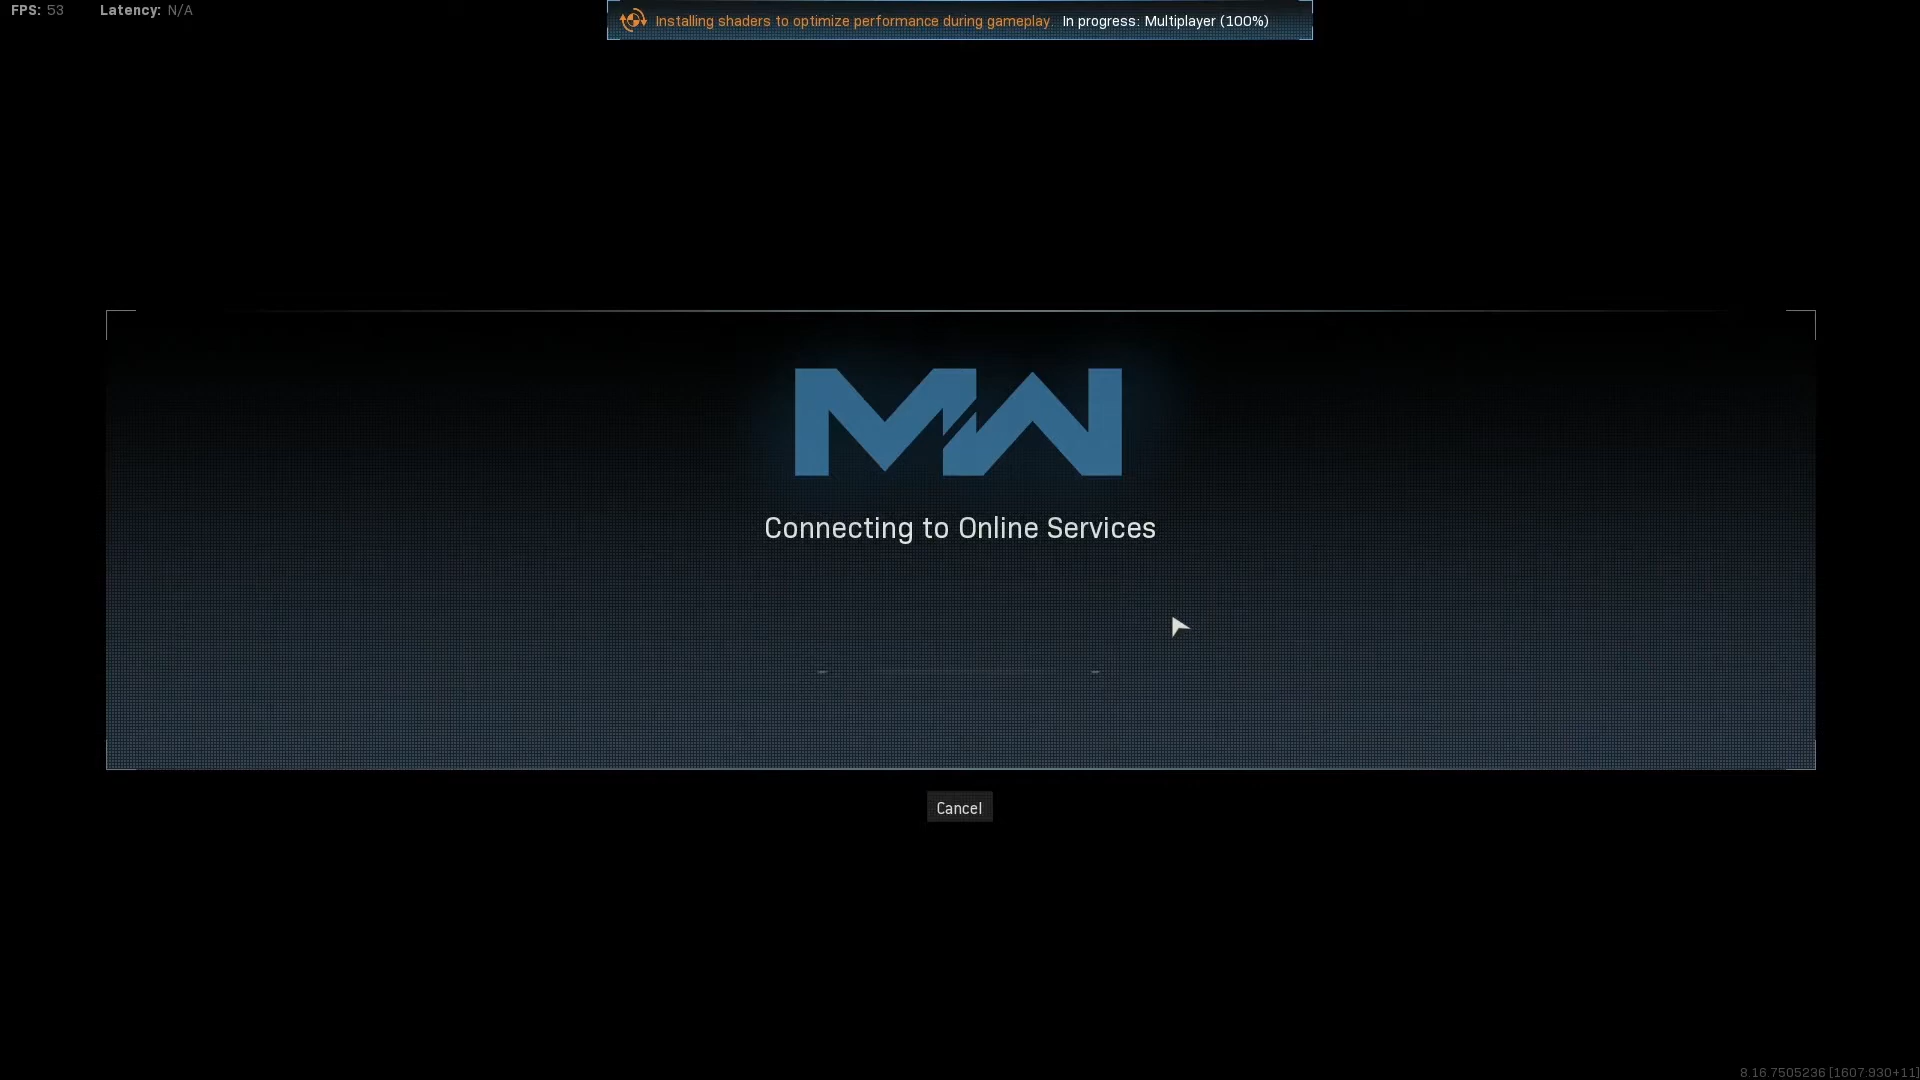 FPS: 53 Latency: N/A
Installing shaders to optimize performance during gameplay. In progress: Multiplayer (100%)
MW
Connecting to Online Services
Cancel
8.16.7505236 [1607:930+11]